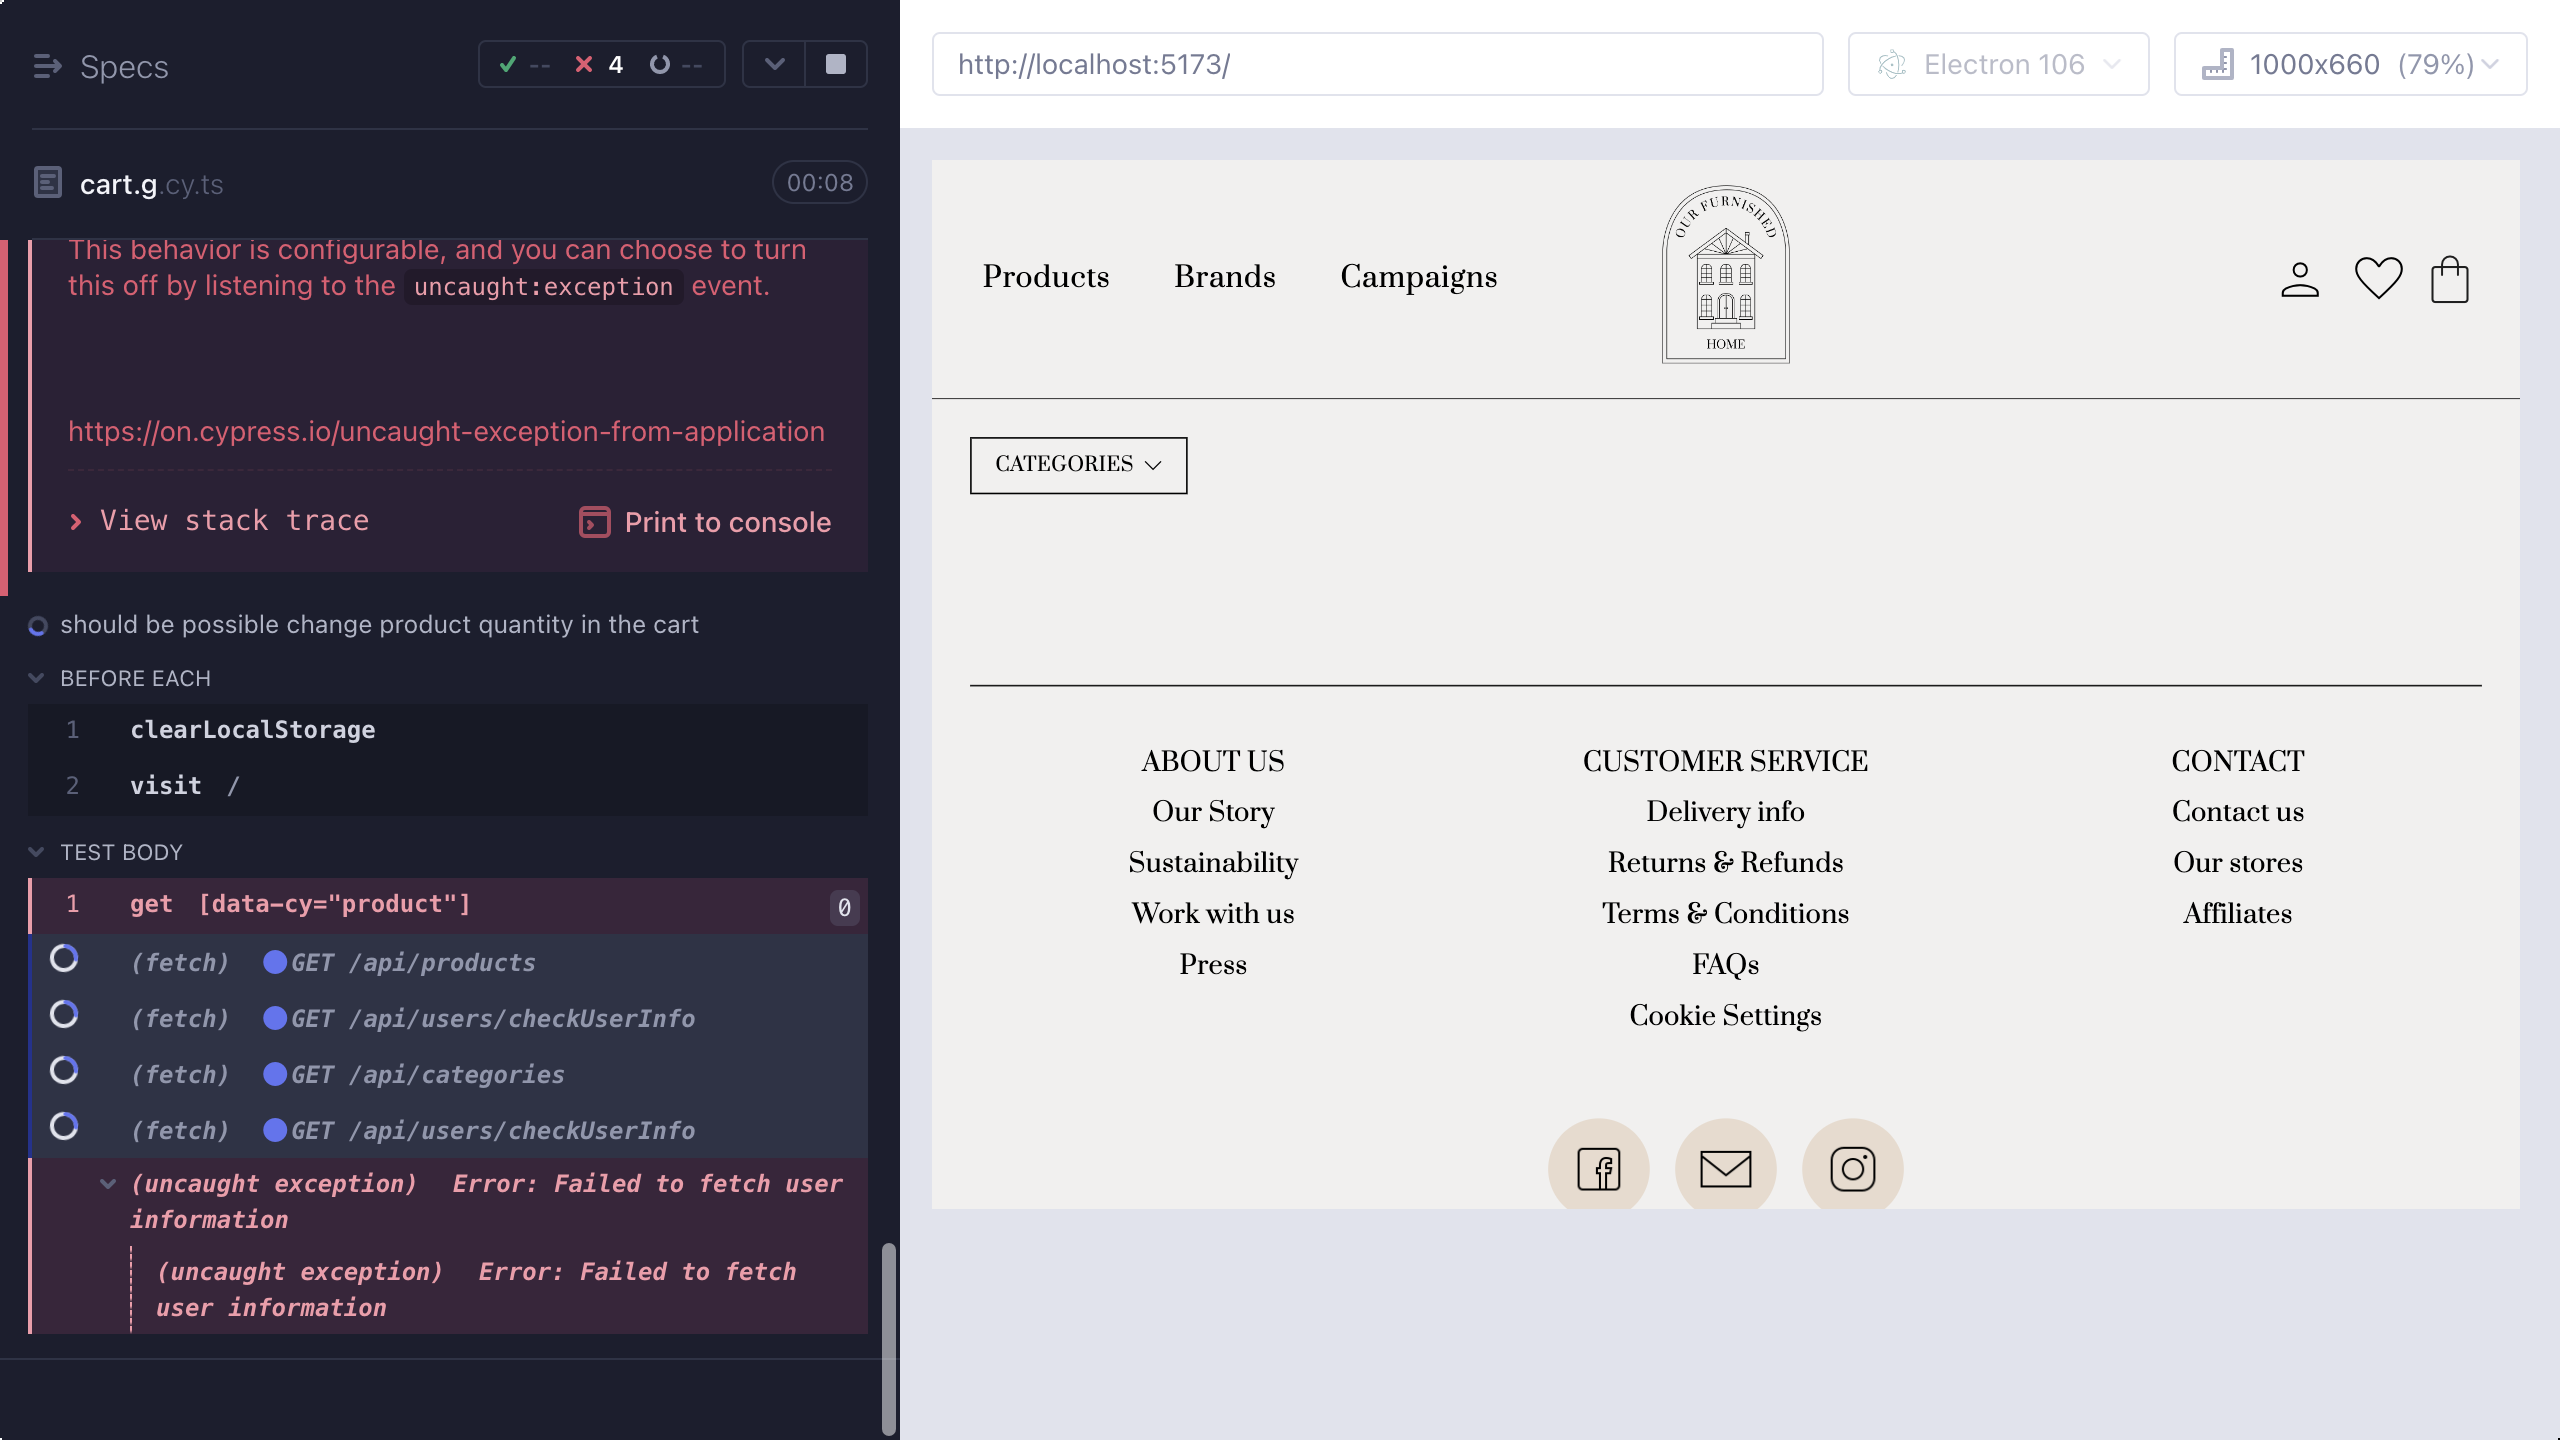 Specs
-- 4 --
cart.g.cy.ts
00:08
This behavior is configurable, and you can choose to turn
this off by listening to the uncaught:exception event.
https://on.cypress.io/uncaught-exception-from-application
View stack trace
Print to console
should be possible change product quantity in the cart
BEFORE EACH
1 clearLocalStorage
2 visit /
TEST BODY
1 get [data-cy="product"] 0
(fetch) GET /api/products
(fetch) GET /api/users/checkUserInfo
(fetch) GET /api/categories
(fetch) GET /api/users/checkUserInfo
(uncaught exception) Error: Failed to fetch user
information
(uncaught exception) Error: Failed to fetch
user information
http://localhost:5173/
Electron 106
1000x660 (79%)
Products
Brands
Campaigns
OUR FURNISHED
HOME
CATEGORIES
ABOUT US
Our Story
Sustainability
Work with us
Press
CUSTOMER SERVICE
Delivery info
Returns & Refunds
Terms & Conditions
FAQs
Cookie Settings
CONTACT
Contact us
Our stores
Affiliates